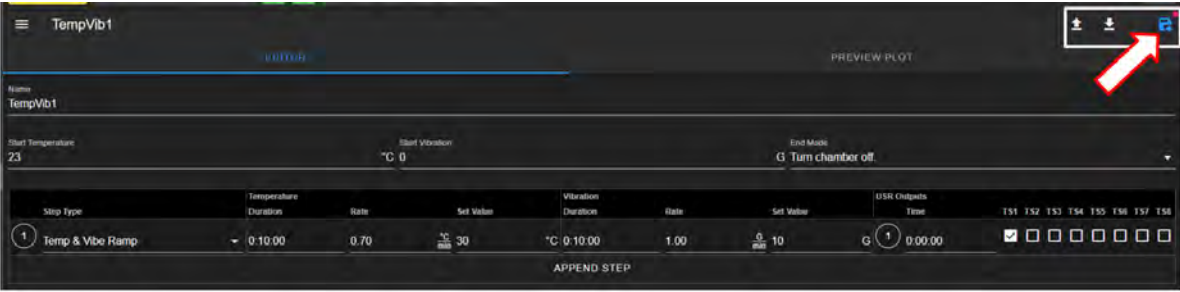 TempVib1
EDITOR
PREVIEW PLOT
Name
TempVib1
Start Temperature
Start Vibration
End Mode
23 °C 0 G Turn chamber off.
Temperature Vibration USR Outputs
Step Type Duration Rate Set Value Duration Rate Set Value Time TS1 TS2 TS3 TS4 TS5 TS6 TS7 TS8
1 Temp & Vibe Ramp 0:10:00 0.70 °C/min 30 °C 0:10:00 1.00 G/min 10 G 1 0:00:00
APPEND STEP